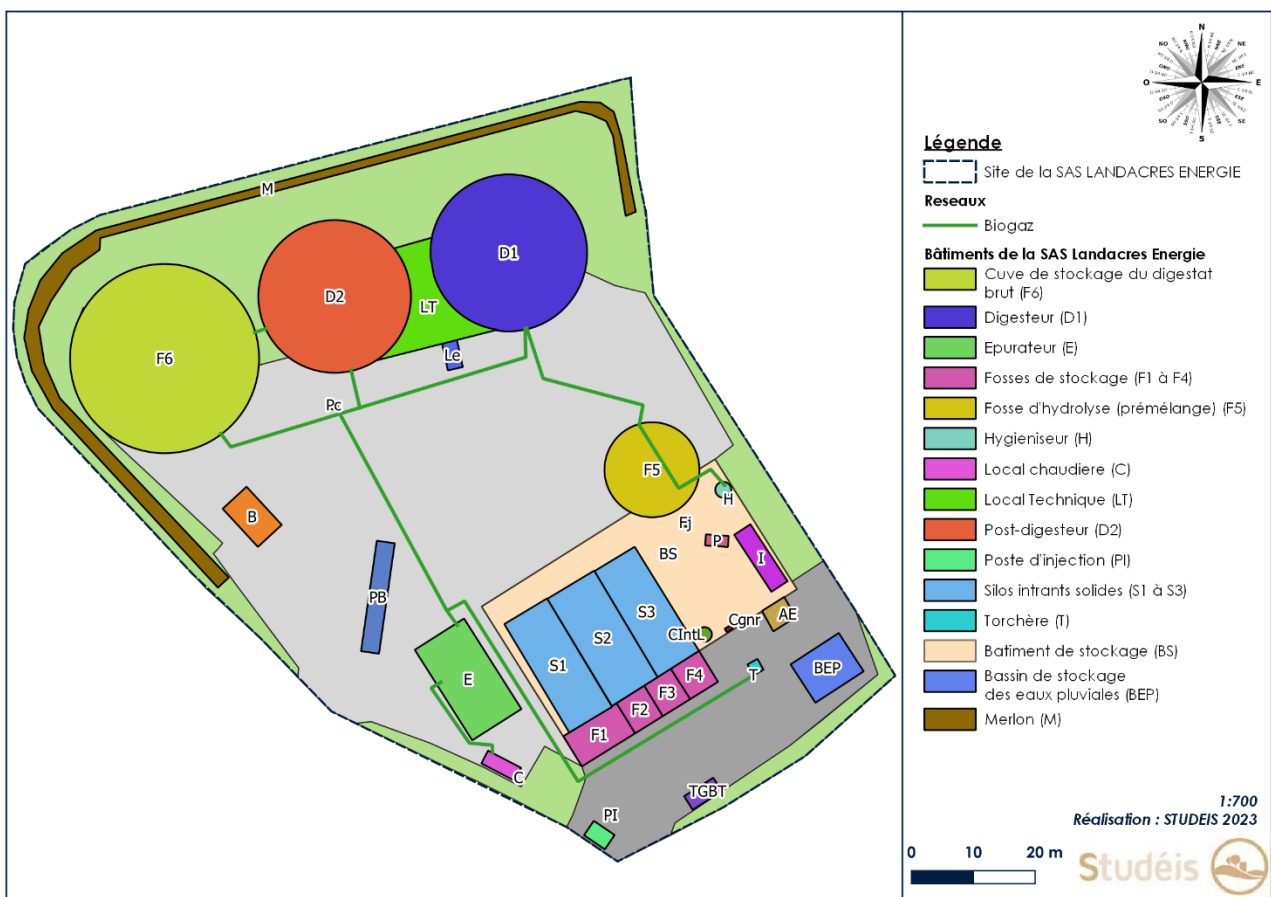 M
D1
D2
LT
F6
Le
Pc
F5
H
B
Fj
BS
P
I
PB
S3
S2
S1
CIntL
Cgnr
AE
E
T
BEP
F4
F3
F2
F1
C
TGBT
PI
N
NO
NE
O
E
SO
SE
S
Légende
Site de la SAS LANDACRES ENERGIE
Reseaux
Biogaz
Bâtiments de la SAS Landacres Energie
Cuve de stockage du digestat
brut (F6)
Digesteur (D1)
Epurateur (E)
Fosses de stockage (F1 à F4)
Fosse d'hydrolyse (prémélange) (F5)
Hygieniseur (H)
Local chaudiere (C)
Local Technique (LT)
Post-digesteur (D2)
Poste d'injection (PI)
Silos intrants solides (S1 à S3)
Torchère (T)
Batiment de stockage (BS)
Bassin de stockage
des eaux pluviales (BEP)
Merlon (M)
1:700
Réalisation : STUDEIS 2023
0 10 20 m
Studéis